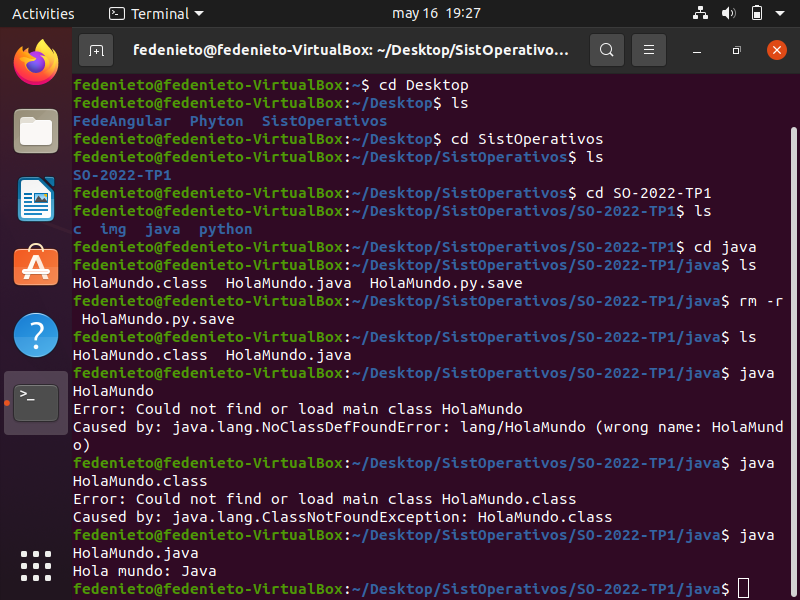 Activities
Terminal
may 16 19:27
fedenieto@fedenieto-VirtualBox: ~/Desktop/SistOperativo...
fedenieto@fedenieto-VirtualBox:~$ cd Desktop
fedenieto@fedenieto-VirtualBox:~/Desktop$ ls
FedeAngular  Phyton  SistOperativos
fedenieto@fedenieto-VirtualBox:~/Desktop$ cd SistOperativos
fedenieto@fedenieto-VirtualBox:~/Desktop/SistOperativos$ ls
SO-2022-TP1
fedenieto@fedenieto-VirtualBox:~/Desktop/SistOperativos$ cd SO-2022-TP1
fedenieto@fedenieto-VirtualBox:~/Desktop/SistOperativos/SO-2022-TP1$ ls
c  img  java  python
fedenieto@fedenieto-VirtualBox:~/Desktop/SistOperativos/SO-2022-TP1$ cd java
fedenieto@fedenieto-VirtualBox:~/Desktop/SistOperativos/SO-2022-TP1/java$ ls
HolaMundo.class  HolaMundo.java  HolaMundo.py.save
fedenieto@fedenieto-VirtualBox:~/Desktop/SistOperativos/SO-2022-TP1/java$ rm -r
 HolaMundo.py.save
fedenieto@fedenieto-VirtualBox:~/Desktop/SistOperativos/SO-2022-TP1/java$ ls
HolaMundo.class  HolaMundo.java
fedenieto@fedenieto-VirtualBox:~/Desktop/SistOperativos/SO-2022-TP1/java$ java
HolaMundo
Error: Could not find or load main class HolaMundo
Caused by: java.lang.NoClassDefFoundError: lang/HolaMundo (wrong name: HolaMund
o)
fedenieto@fedenieto-VirtualBox:~/Desktop/SistOperativos/SO-2022-TP1/java$ java
HolaMundo.class
Error: Could not find or load main class HolaMundo.class
Caused by: java.lang.ClassNotFoundException: HolaMundo.class
fedenieto@fedenieto-VirtualBox:~/Desktop/SistOperativos/SO-2022-TP1/java$ java
HolaMundo.java
Hola mundo: Java
fedenieto@fedenieto-VirtualBox:~/Desktop/SistOperativos/SO-2022-TP1/java$